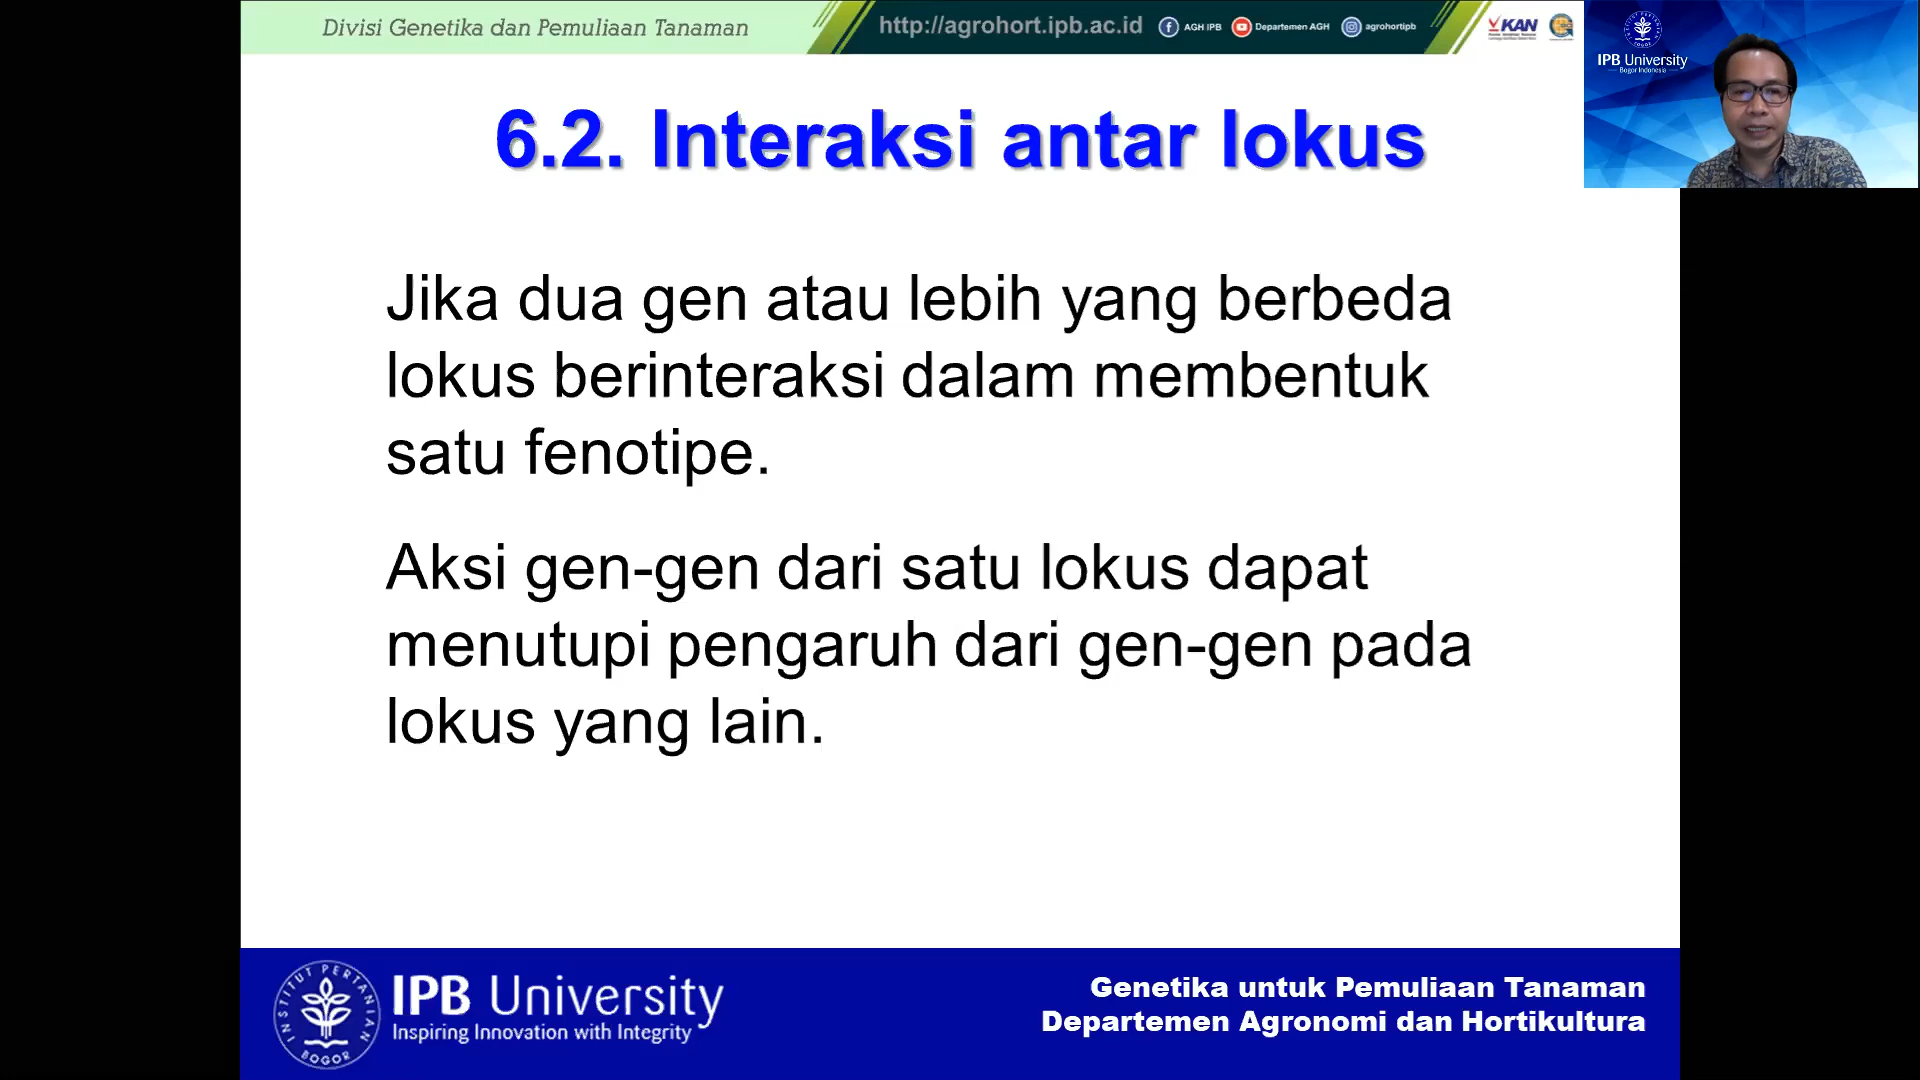 Divisi Genetika dan Pemuliaan Tanaman
http://agrohort.ipb.ac.id
AGH IPB
Departemen AGH
agrohortipb
KAN
IPB University
Bogor Indonesia
6.2. Interaksi antar lokus
Jika dua gen atau lebih yang berbeda
lokus berinteraksi dalam membentuk
satu fenotipe.
Aksi gen-gen dari satu lokus dapat
menutupi pengaruh dari gen-gen pada
lokus yang lain.
INSTITUT PERTANIAN
BOGOR
IPB University
Inspiring Innovation with Integrity
Genetika untuk Pemuliaan Tanaman
Departemen Agronomi dan Hortikultura